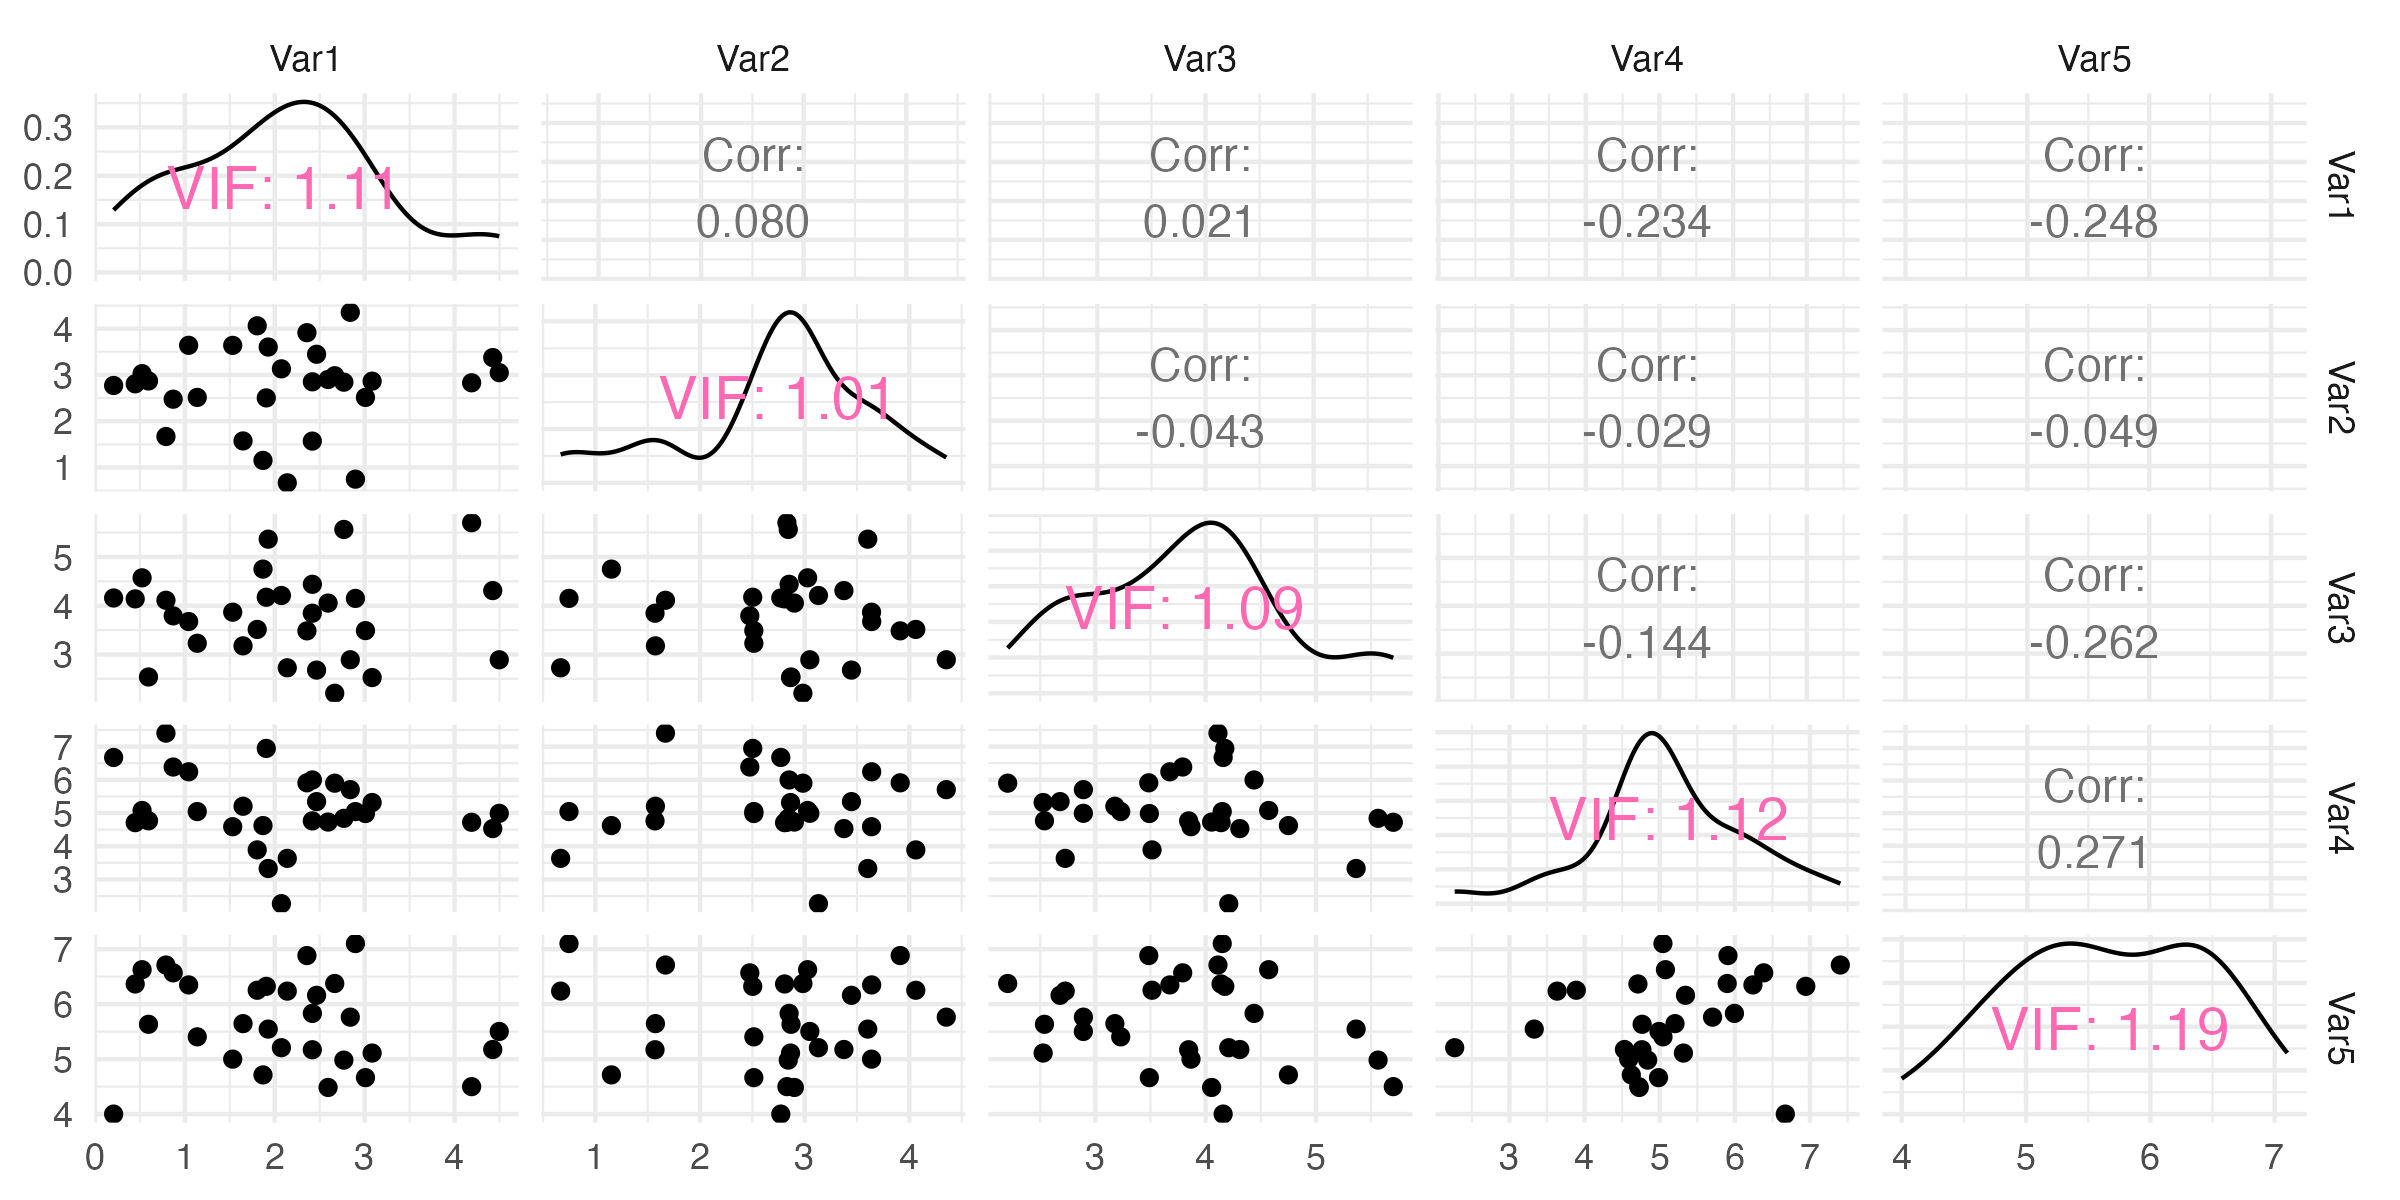 Var1 Var2 Var3 Var4 Var5
0.3
0.2
0.1
0.0
VIF: 1.11
Corr:
0.080
Corr:
0.021
Corr:
-0.234
Corr:
-0.248
Var1
4
3
2
1
VIF: 1.01
Corr:
-0.043
Corr:
-0.029
Corr:
-0.049
Var2
5
4
3
VIF: 1.09
Corr:
-0.144
Corr:
-0.262
Var3
7
6
5
4
3
VIF: 1.12
Corr:
0.271
Var4
7
6
5
4
VIF: 1.19
Var5
0 1 2 3 4 1 2 3 4 3 4 5 3 4 5 6 7 4 5 6 7